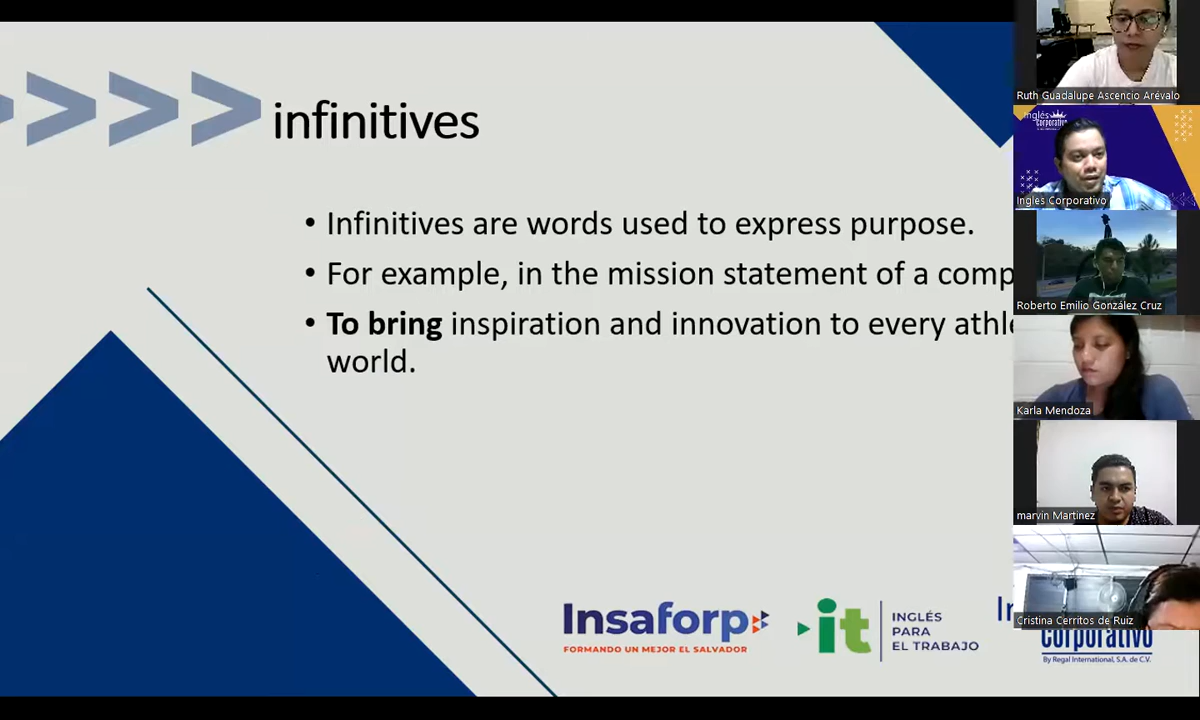 infinitives
• Infinitives are words used to express purpose.
• For example, in the mission statement of a comp
• To bring inspiration and innovation to every athle
world.
Insaforp
FORMANDO UN MEJOR EL SALVADOR
it
INGLÉS
PARA
EL TRABAJO
corporativo
By Regal International, S.A. de C.V.
Ruth Guadalupe Ascencio Arévalo
Inglés
corporativo
Ingles Corporativo
Roberto Emilio González Cruz
Karla Mendoza
marvin Martinez
Cristina Cerritos de Ruiz